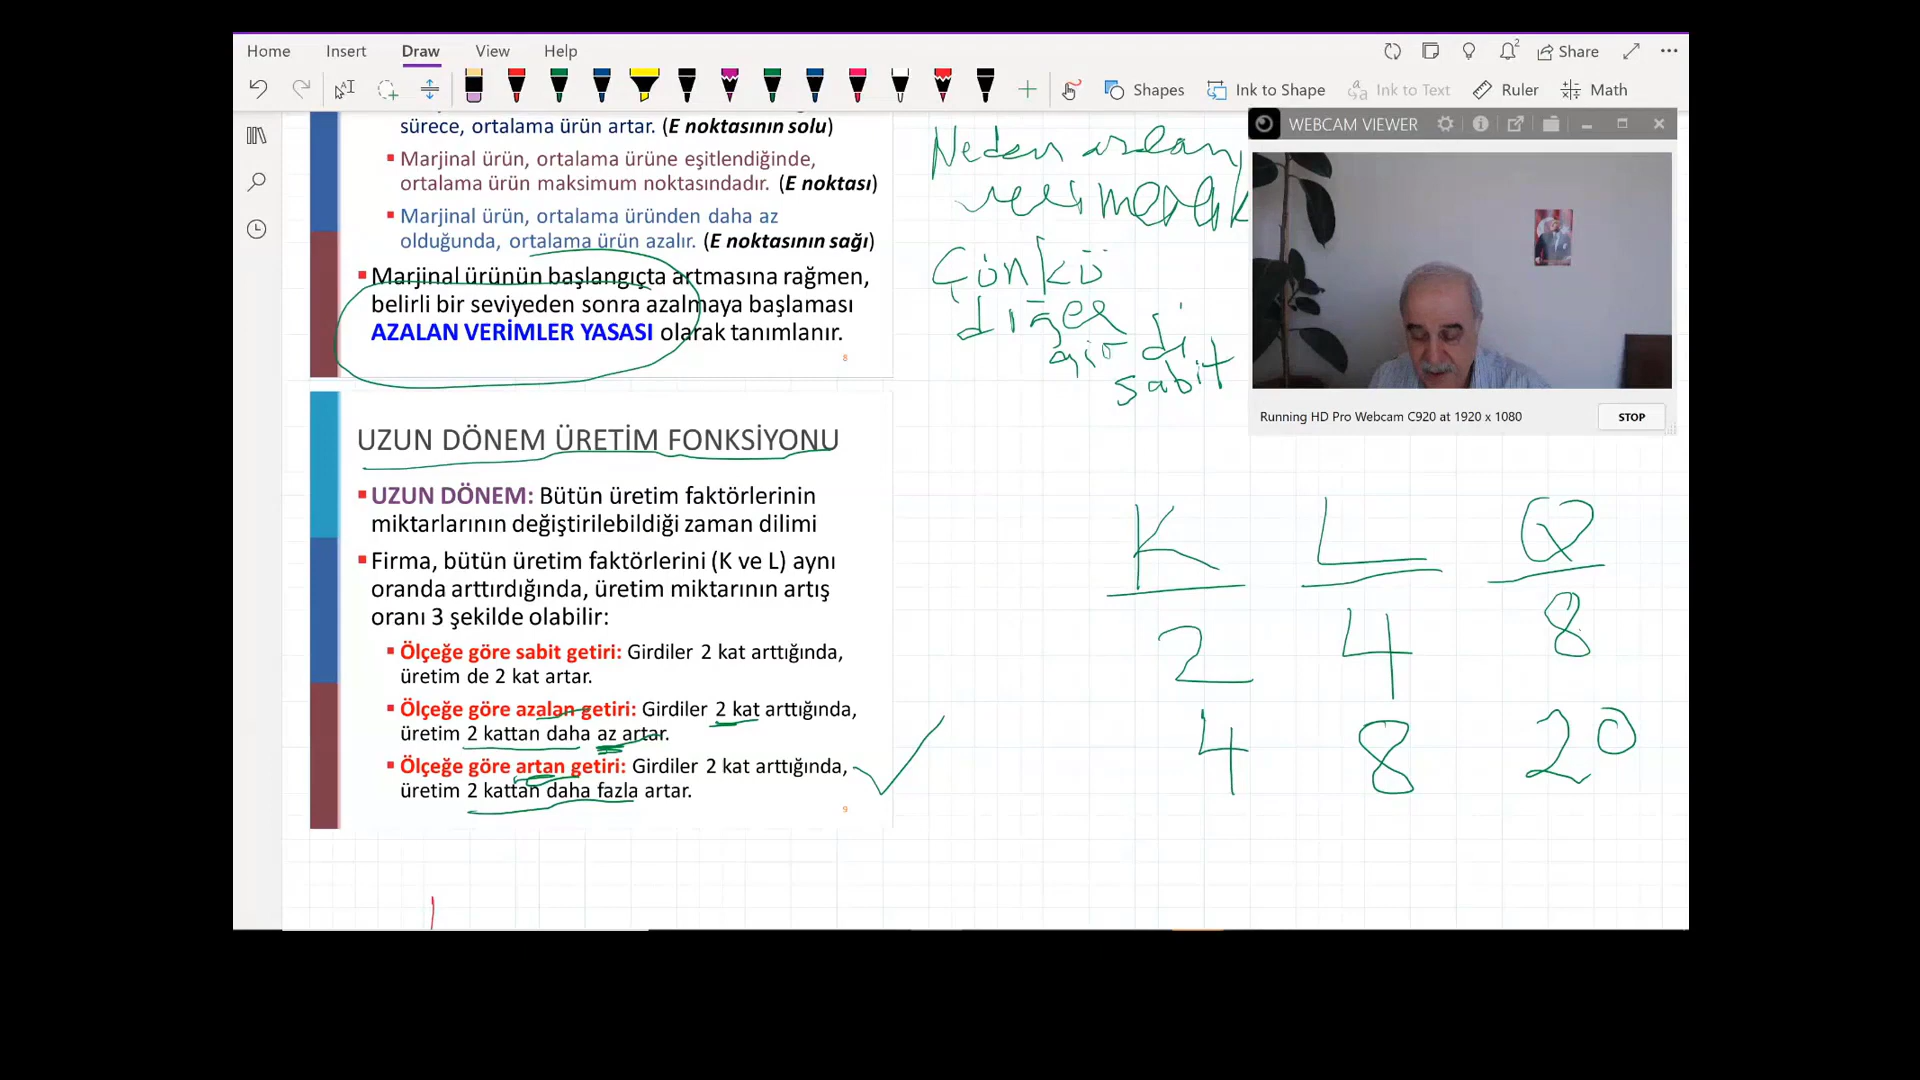 Home Insert Draw View Help
2
Share
Shapes Ink to Shape Ink to Text Ruler Math
sürece, ortalama ürün artar. (E noktasının solu)
Marjinal ürün, ortalama ürüne eşitlendiğinde,
ortalama ürün maksimum noktasındadır. (E noktası)
Marjinal ürün, ortalama üründen daha az
olduğunda, ortalama ürün azalır. (E noktasının sağı)
Marjinal ürünün başlangıçta artmasına rağmen,
belirli bir seviyeden sonra azalmaya başlaması
AZALAN VERİMLER YASASI olarak tanımlanır.
8
UZUN DÖNEM ÜRETİM FONKSİYONU
UZUN DÖNEM: Bütün üretim faktörlerinin
miktarlarının değiştirilebildiği zaman dilimi
Firma, bütün üretim faktörlerini (K ve L) aynı
oranda arttırdığında, üretim miktarının artış
oranı 3 şekilde olabilir:
Ölçeğe göre sabit getiri: Girdiler 2 kat arttığında,
üretim de 2 kat artar.
Ölçeğe göre azalan getiri: Girdiler 2 kat arttığında,
üretim 2 kattan daha az artar.
Ölçeğe göre artan getiri: Girdiler 2 kat arttığında,
üretim 2 kattan daha fazla artar.
9
Neden azalan
Çünkü
diğer
sabit
WEBCAM VIEWER
Running HD Pro Webcam C920 at 1920 x 1080
STOP
K L Q
2 4 8
4 8 20